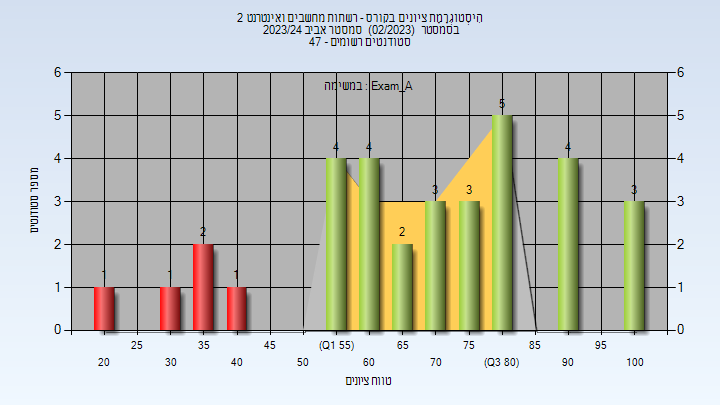 היסטוגרמת ציונים בקורס - רשתות מחשבים ואינטרנט 2
בסמסטר (02/2023) סמסטר אביב 2023/24
סטודנטים רשומים - 47
במשימה : Exam_A
מספר סטודנטים
6 6
5 5
4 4
3 3
2 2
1 1
0 0
1 1 2 1 4 4 2 3 3 5 4 3
25 35 45 (Q1 55) 65 75 85 95
20 30 40 50 60 70 (Q3 80) 90 100
טווח ציונים